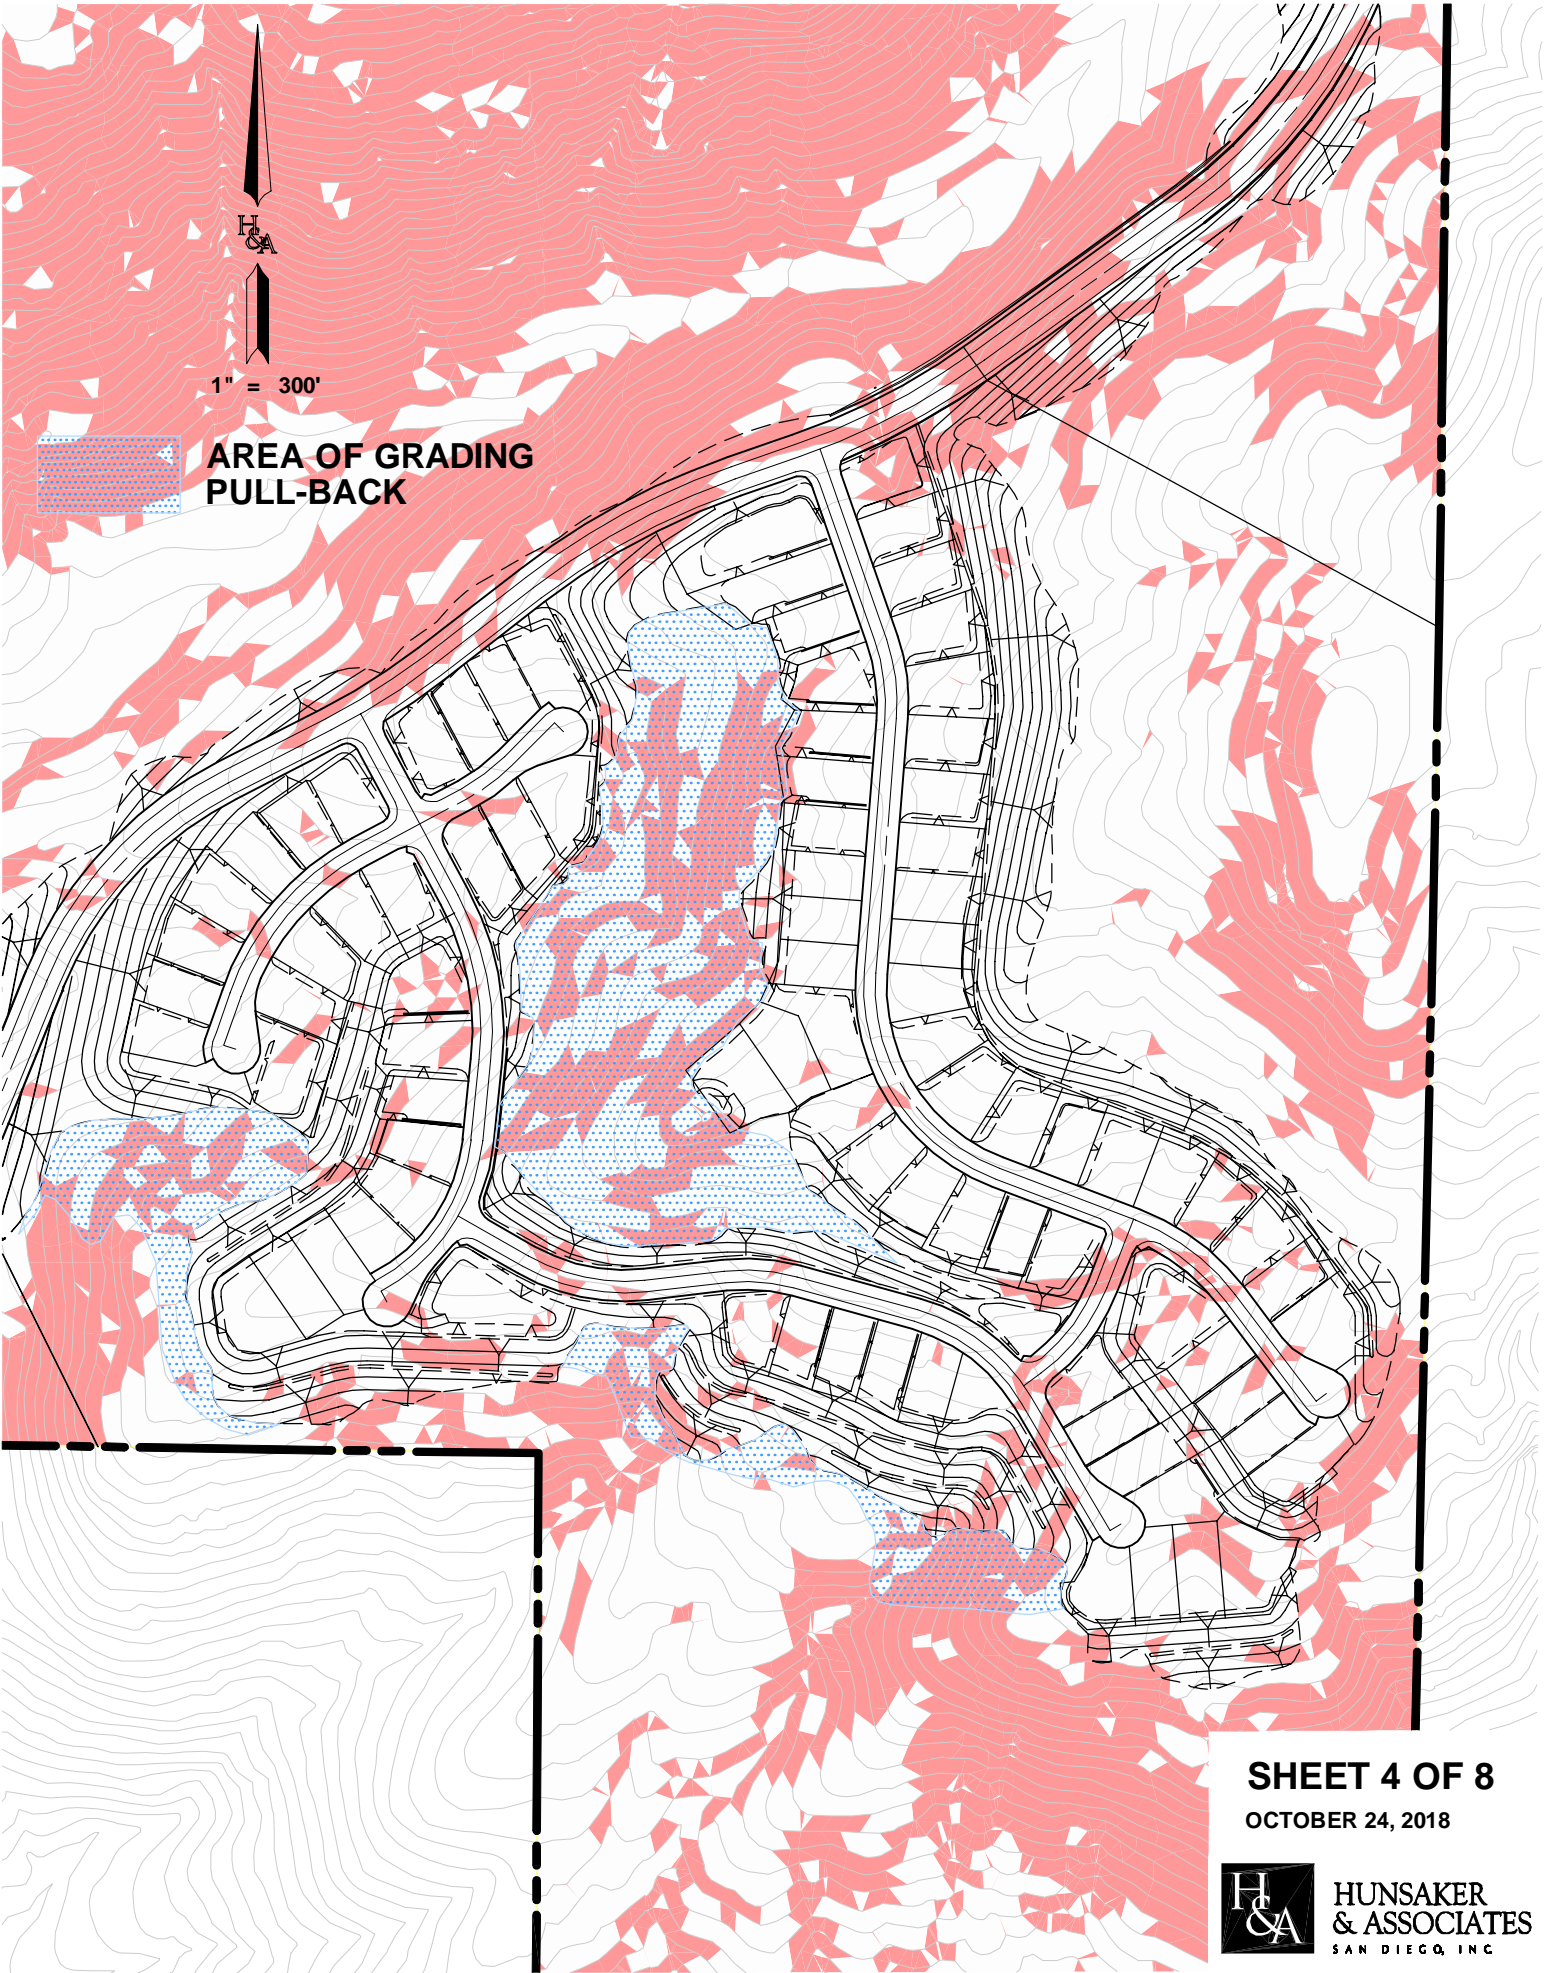 H&A
1" = 300'
AREA OF GRADING
PULL-BACK
SHEET 4 OF 8
OCTOBER 24, 2018
H&A
HUNSAKER
& ASSOCIATES
SAN DIEGO, INC